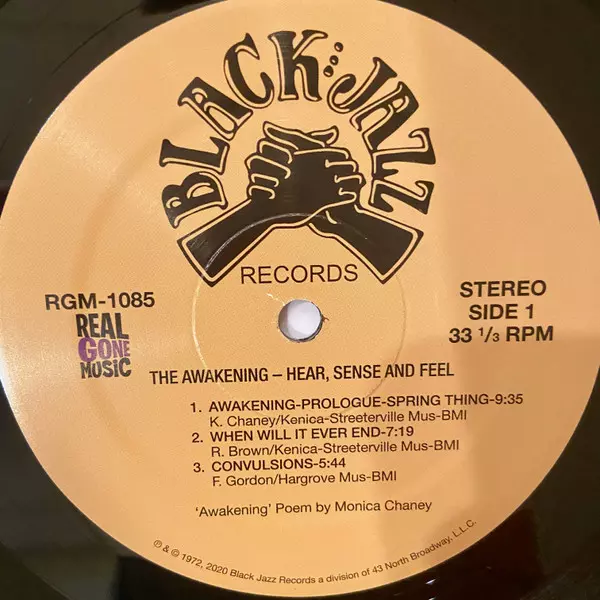 BLACK JAZZ
RECORDS
RGM-1085
REAL
GONE
MUSiC
STEREO
SIDE 1
33 1/3 RPM
THE AWAKENING – HEAR, SENSE AND FEEL
1. AWAKENING-PROLOGUE-SPRING THING-9:35
K. Chaney/Kenica-Streeterville Mus-BMI
2. WHEN WILL IT EVER END-7:19
R. Brown/Kenica-Streeterville Mus-BMI
3. CONVULSIONS-5:44
F. Gordon/Hargrove Mus-BMI
‘Awakening’ Poem by Monica Chaney
℗ & © 1972, 2020 Black Jazz Records a division of 43 North Broadway, L.L.C.